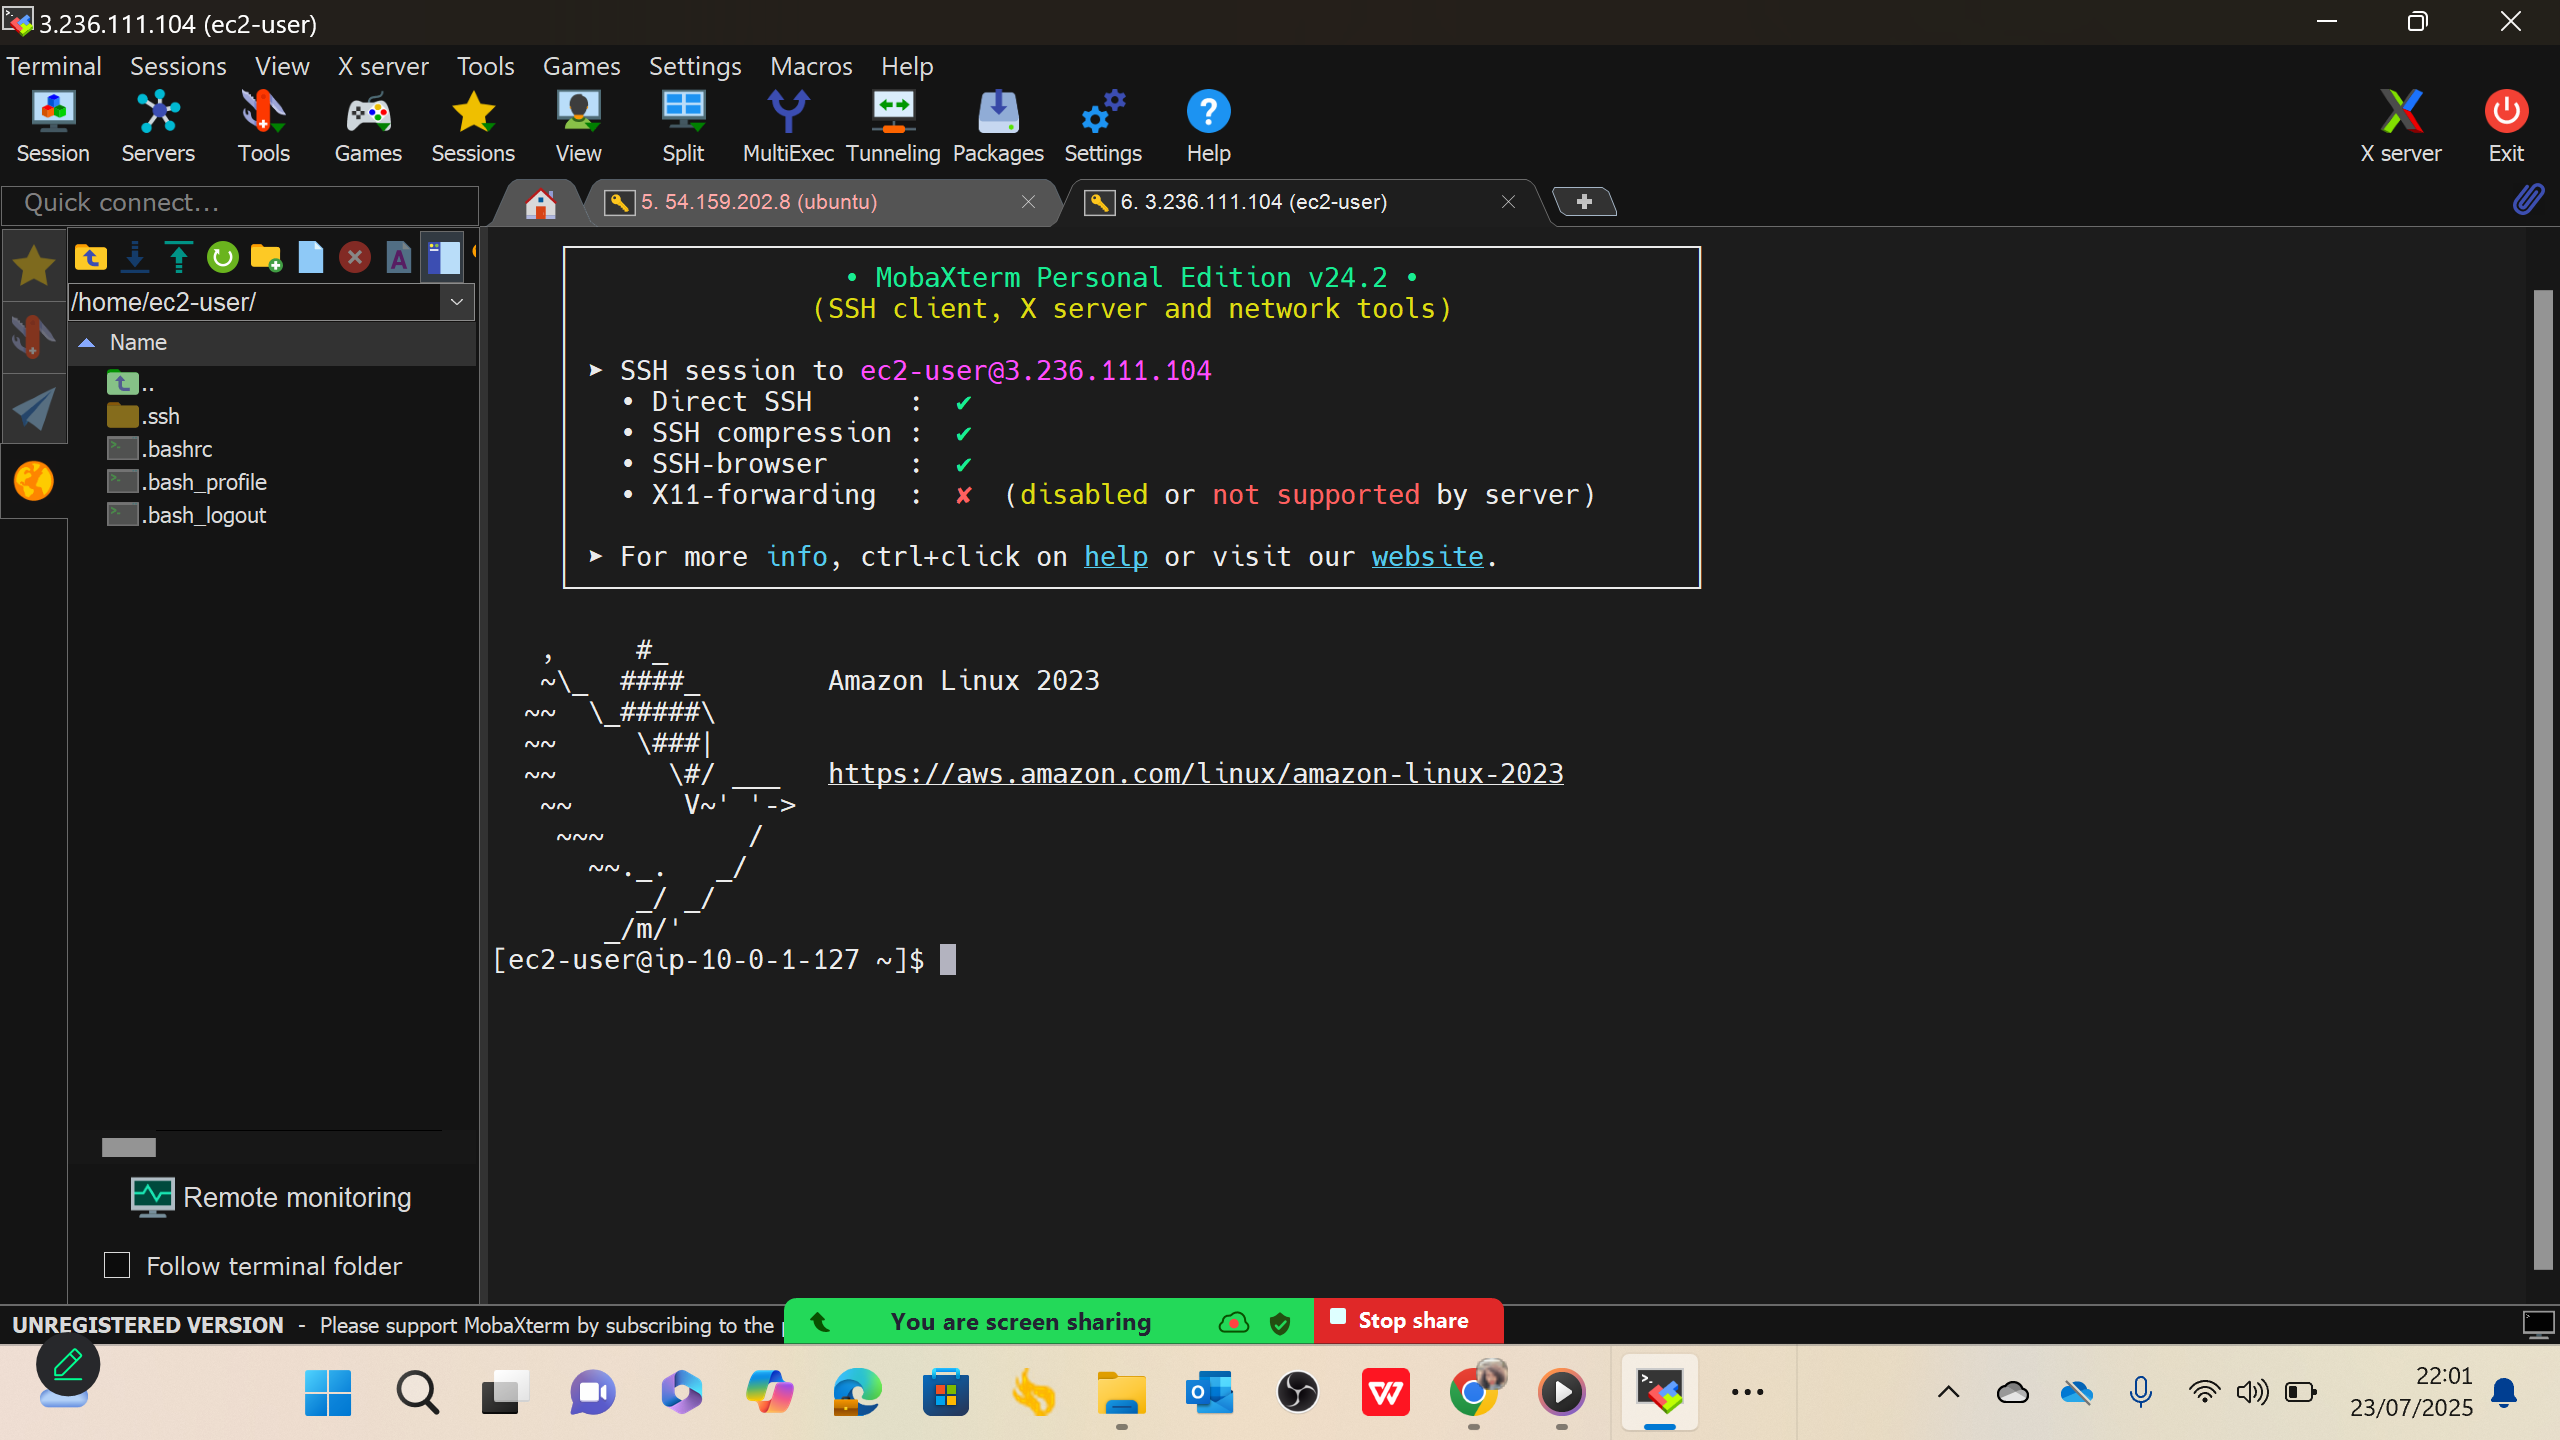 3.236.111.104 (ec2-user)
Terminal Sessions View X server Tools Games Settings Macros Help
Session Servers Tools Games Sessions View Split MultiExec Tunneling Packages Settings Help X server Exit
Quick connect...
5. 54.159.202.8 (ubuntu)
6. 3.236.111.104 (ec2-user)
/home/ec2-user/
Name
..
.ssh
.bashrc
.bash_profile
.bash_logout
Remote monitoring
Follow terminal folder
• MobaXterm Personal Edition v24.2 •
(SSH client, X server and network tools)
➤ SSH session to ec2-user@3.236.111.104
• Direct SSH : ✔
• SSH compression : ✔
• SSH-browser : ✔
• X11-forwarding : ✘ (disabled or not supported by server)
➤ For more info, ctrl+click on help or visit our website.
   ,     #_
   ~\_  ####_        Amazon Linux 2023
  ~~  \_#####\
  ~~     \###|
  ~~       \#/ ___   https://aws.amazon.com/linux/amazon-linux-2023
   ~~       V~' '->
    ~~~         /
      ~~._.   _/
         _/ _/
       _/m/'
[ec2-user@ip-10-0-1-127 ~]$
UNREGISTERED VERSION - Please support MobaXterm by subscribing to the
You are screen sharing
Stop share
22:01
23/07/2025